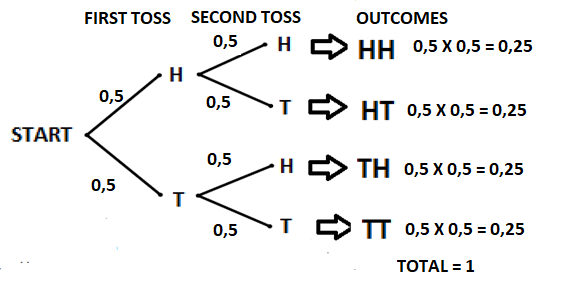 FIRST TOSS SECOND TOSS OUTCOMES
0,5 H HH 0,5 X 0,5 = 0,25
H
0,5 0,5 T HT 0,5 X 0,5 = 0,25
START
0,5 0,5 H TH 0,5 X 0,5 = 0,25
T
0,5 T TT 0,5 X 0,5 = 0,25
TOTAL = 1